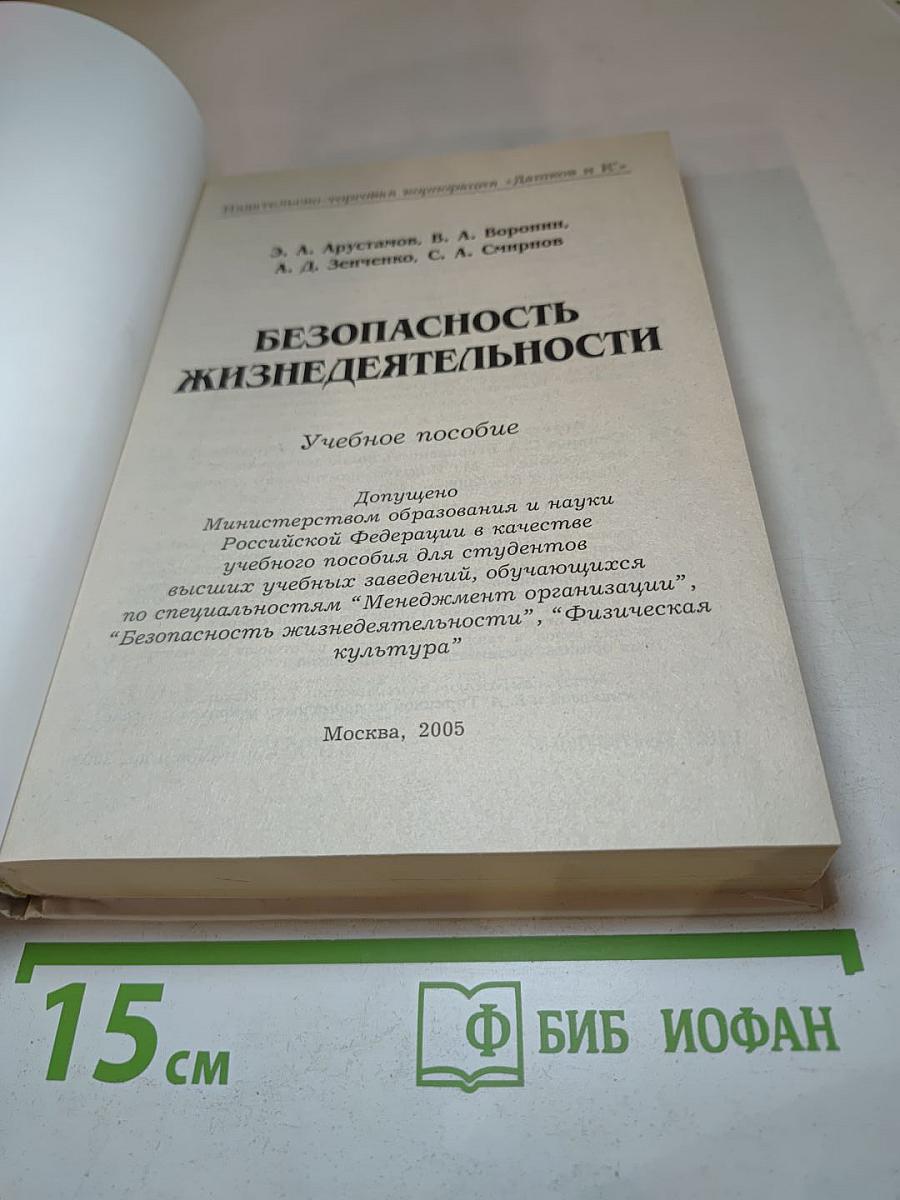 Издательско-торговая корпорация «Дашков и К°»
Э. А. Арустамов, В. А. Воронин,
А. Д. Зенченко, С. А. Смирнов
БЕЗОПАСНОСТЬ
ЖИЗНЕДЕЯТЕЛЬНОСТИ
Учебное пособие
Допущено
Министерством образования и науки
Российской Федерации в качестве
учебного пособия для студентов
высших учебных заведений, обучающихся
по специальностям “Менеджмент организации”,
“Безопасность жизнедеятельности”, “Физическая
культура”
Москва, 2005
15 см
Ф БИБ ИОФАН